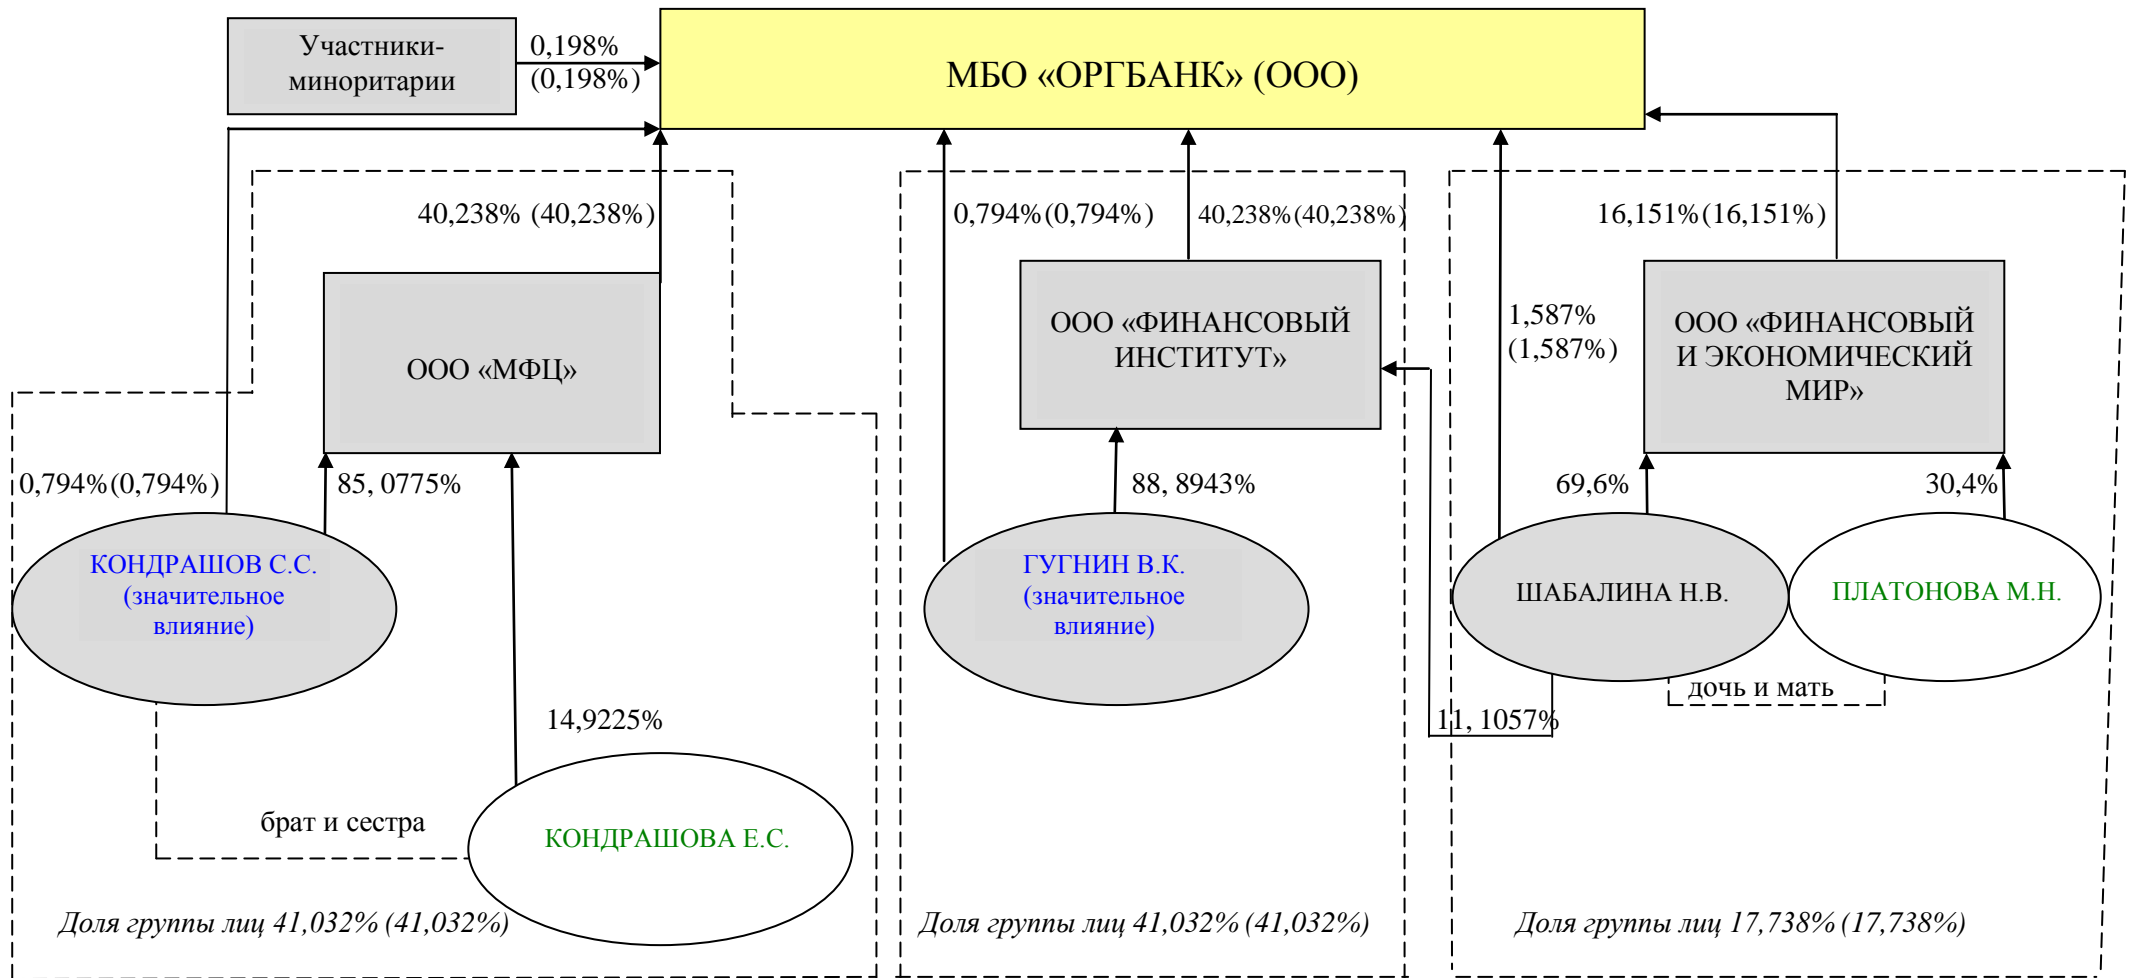 Участники-
миноритарии
0,198%
(0,198%)
МБО «ОРГБАНК» (ООО)
40,238% (40,238%)
0,794%(0,794%)
40,238%(40,238%)
16,151%(16,151%)
ООО «МФЦ»
ООО «ФИНАНСОВЫЙ
ИНСТИТУТ»
1,587%
(1,587%)
ООО «ФИНАНСОВЫЙ
И ЭКОНОМИЧЕСКИЙ
МИР»
0,794%(0,794%)
85, 0775%
88, 8943%
69,6%
30,4%
КОНДРАШОВ С.С.
(значительное
влияние)
ГУГНИН В.К.
(значительное
влияние)
ШАБАЛИНА Н.В.
ПЛАТОНОВА М.Н.
дочь и мать
14,9225%
11, 1057%
брат и сестра
КОНДРАШОВА Е.С.
Доля группы лиц 41,032% (41,032%)
Доля группы лиц 41,032% (41,032%)
Доля группы лиц 17,738% (17,738%)